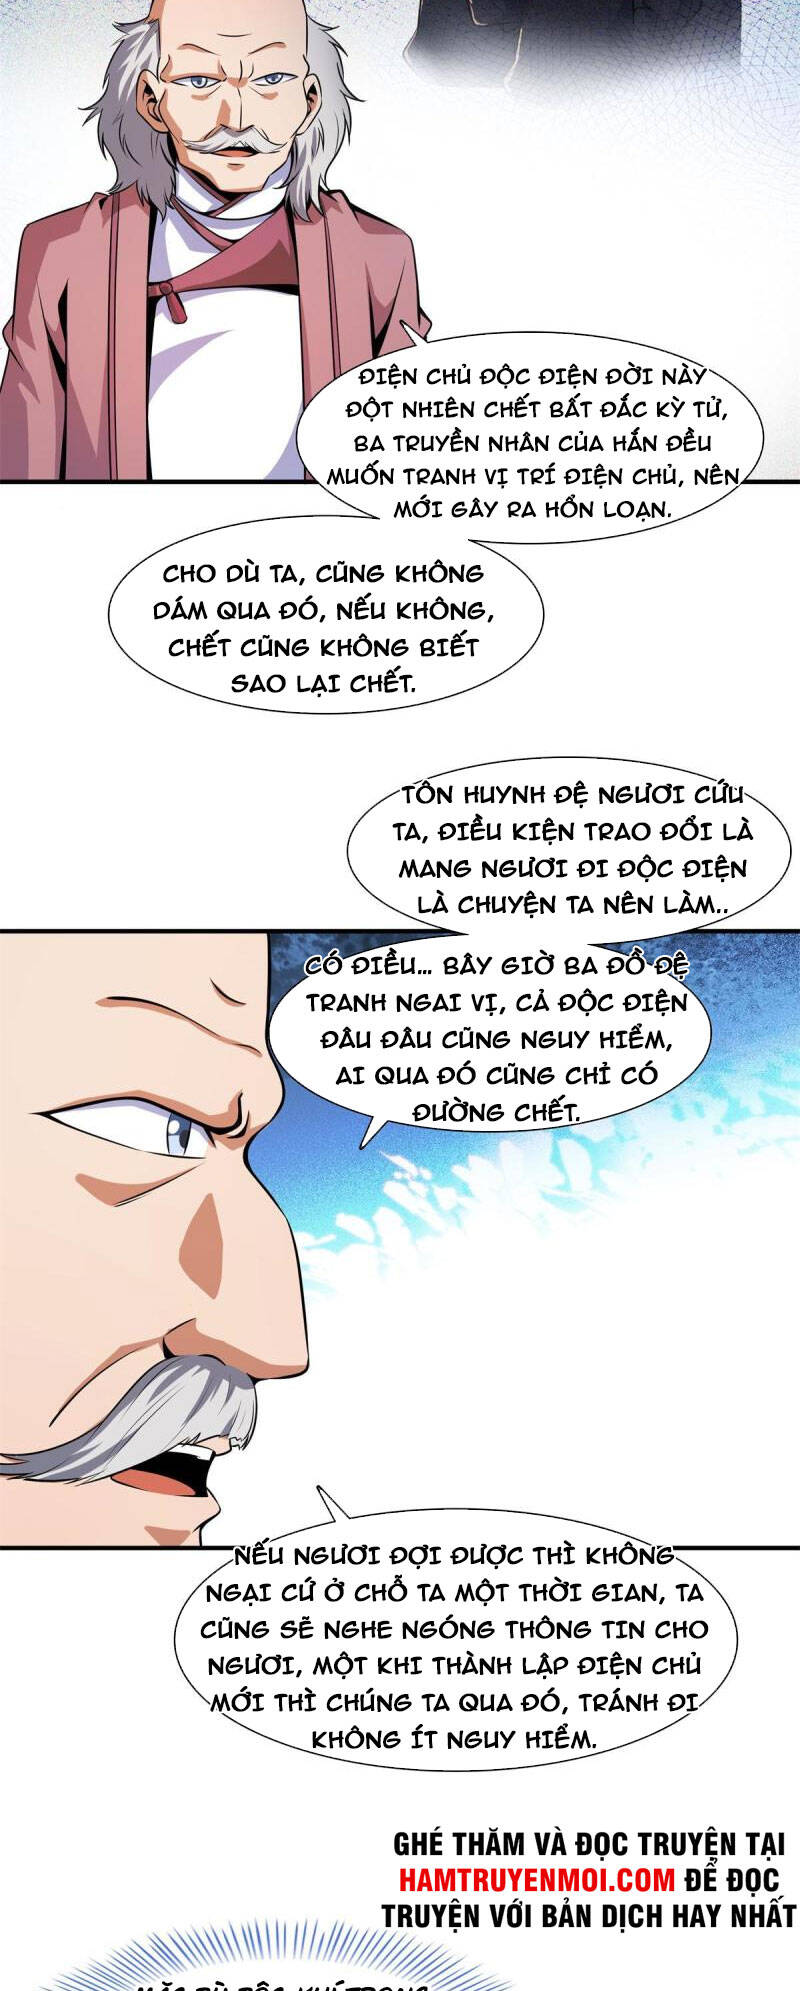 ĐIỆN CHỦ ĐỘC ĐIỆN ĐỜI NÀY
ĐỘT NHIÊN CHẾT BẤT ĐẮC KỲ TỬ,
BA TRUYỀN NHÂN CỦA HẮN ĐỀU
MUỐN TRANH VỊ TRÍ ĐIỆN CHỦ, NÊN
MỚI GÂY RA HỔN LOẠN.
CHO DÙ TA, CŨNG KHÔNG
DÁM QUA ĐÓ, NẾU KHÔNG,
CHẾT CŨNG KHÔNG BIẾT
SAO LẠI CHẾT.
TÔN HUYNH ĐỆ NGƯƠI CỨU
TA, ĐIỀU KIỆN TRAO ĐỔI LÀ
MANG NGƯƠI ĐI ĐỘC ĐIỆN
LÀ CHUYỆN TA NÊN LÀM..
CÓ ĐIỀU... BÂY GIỜ BA ĐỒ ĐỆ
TRANH NGAI VỊ, CẢ ĐỘC ĐIỆN
ĐÂU ĐÂU CŨNG NGUY HIỂM,
AI QUA ĐÓ CŨNG CHỈ CÓ
ĐƯỜNG CHẾT.
NẾU NGƯƠI ĐỢI ĐƯỢC THÌ KHÔNG
NGẠI CỨ Ở CHỖ TA MỘT THỜI GIAN, TA
CŨNG SẼ NGHE NGÓNG THÔNG TIN CHO
NGƯƠI, MỘT KHI THÀNH LẬP ĐIỆN CHỦ
MỚI THÌ CHÚNG TA QUA ĐÓ, TRÁNH ĐI
KHÔNG ÍT NGUY HIỂM.
GHÉ THĂM VÀ ĐỌC TRUYỆN TẠI
HAMTRUYENMOI.COM ĐỂ ĐỌC
TRUYỆN VỚI BẢN DỊCH HAY NHẤT
MẶC DÙ ĐỘC KHÍ TRONG